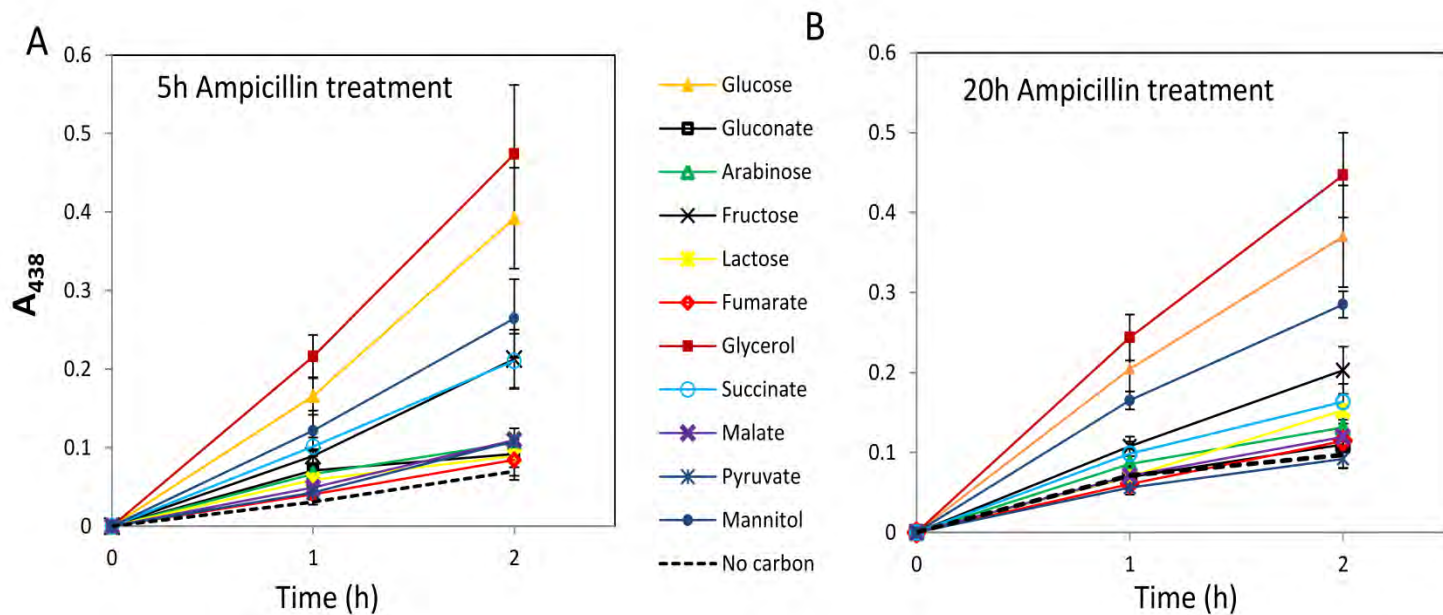 A
0.6
5h Ampicillin treatment
0.5
0.4
0.3
0.2
0.1
0
A438
0
1
2
Time (h)
Glucose
Gluconate
Arabinose
Fructose
Lactose
Fumarate
Glycerol
Succinate
Malate
Pyruvate
Mannitol
No carbon
B
0.6
20h Ampicillin treatment
0.5
0.4
0.3
0.2
0.1
0
0
1
2
Time (h)